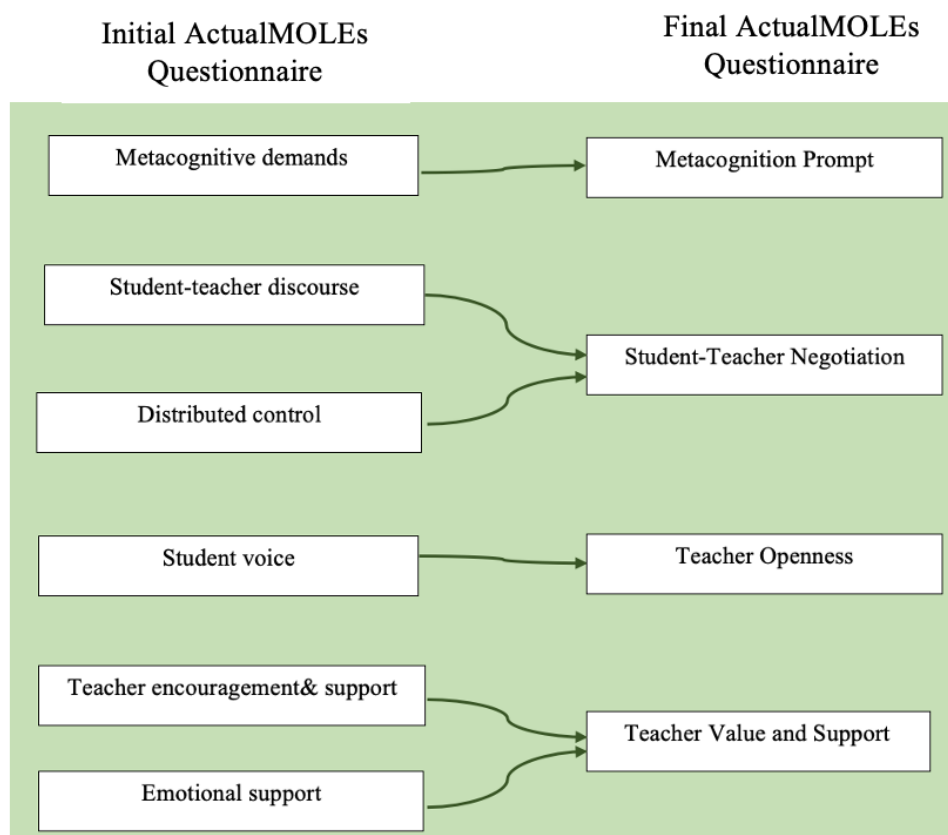 Initial ActualMOLEs
Questionnaire
Final ActualMOLEs
Questionnaire
Metacognitive demands
Metacognition Prompt
Student-teacher discourse
Student-Teacher Negotiation
Distributed control
Student voice
Teacher Openness
Teacher encouragement& support
Teacher Value and Support
Emotional support